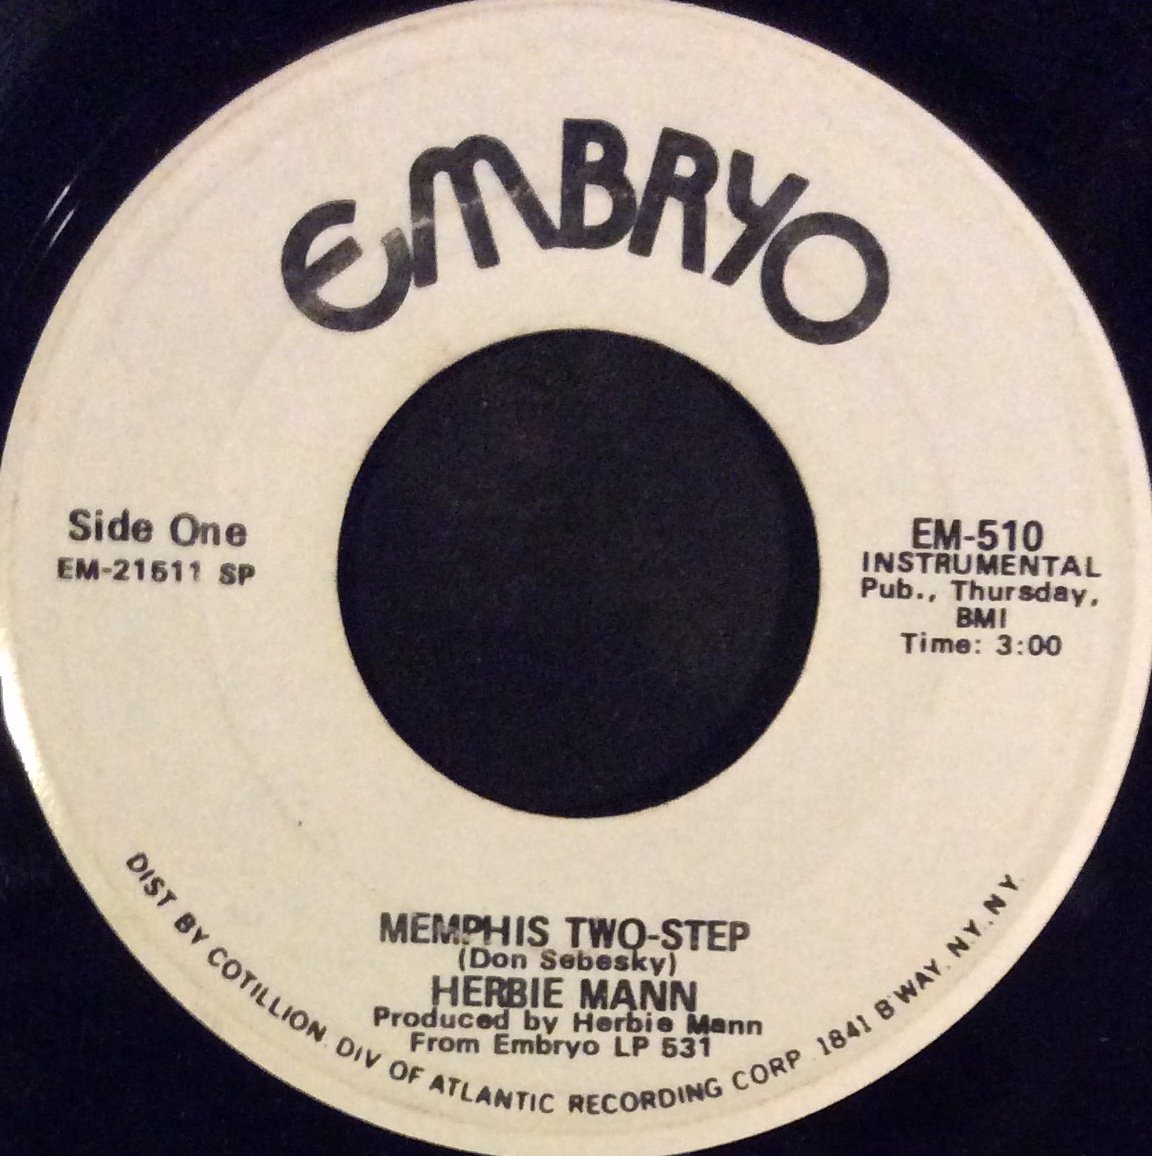 EMBRYO
Side One
EM-21511 SP
EM-510
INSTRUMENTAL
Pub., Thursday,
BMI
Time: 3:00
MEMPHIS TWO-STEP
(Don Sebesky)
HERBIE MANN
Produced by Herbie Mann
From Embryo LP 531
DIST BY COTILLION. DIV OF ATLANTIC RECORDING CORP 1841 B'WAY. N.Y. N.Y.